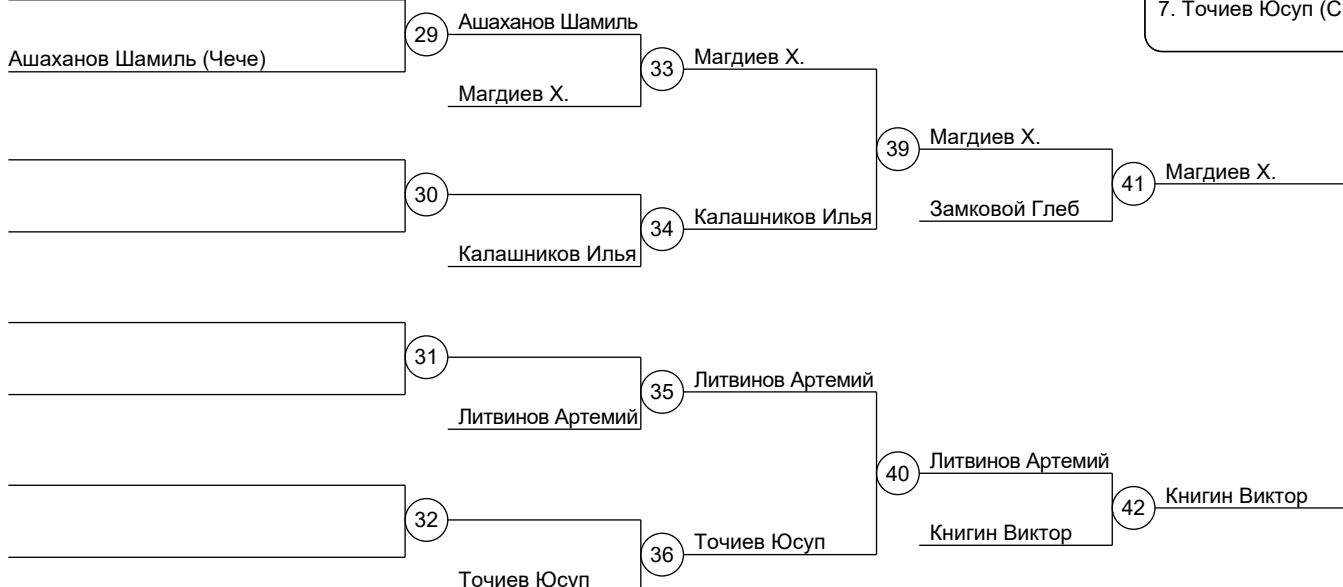 7. Точиев Юсуп (С
29
Ашаханов Шамиль
Ашаханов Шамиль (Чече)
33
Магдиев Х.
Магдиев Х.
39
Магдиев Х.
41
Магдиев Х.
30
Замковой Глеб
34
Калашников Илья
Калашников Илья
31
35
Литвинов Артемий
Литвинов Артемий
40
Литвинов Артемий
42
Книгин Виктор
32
Книгин Виктор
36
Точиев Юсуп
Точиев Юсуп